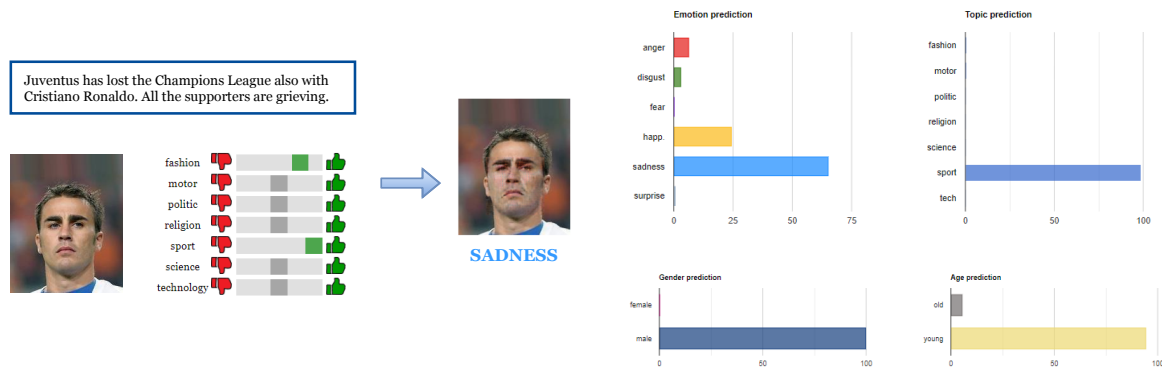 Juventus has lost the Champions League also with
Cristiano Ronaldo. All the supporters are grieving.
fashion
motor
politic
religion
sport
science
technology
SADNESS
Emotion prediction
anger
disgust
fear
happ.
sadness
surprise
0 25 50 75
Topic prediction
fashion
motor
politic
religion
science
sport
tech
0 50 100
Gender prediction
female
male
0 50 100
Age prediction
old
young
0 50 100